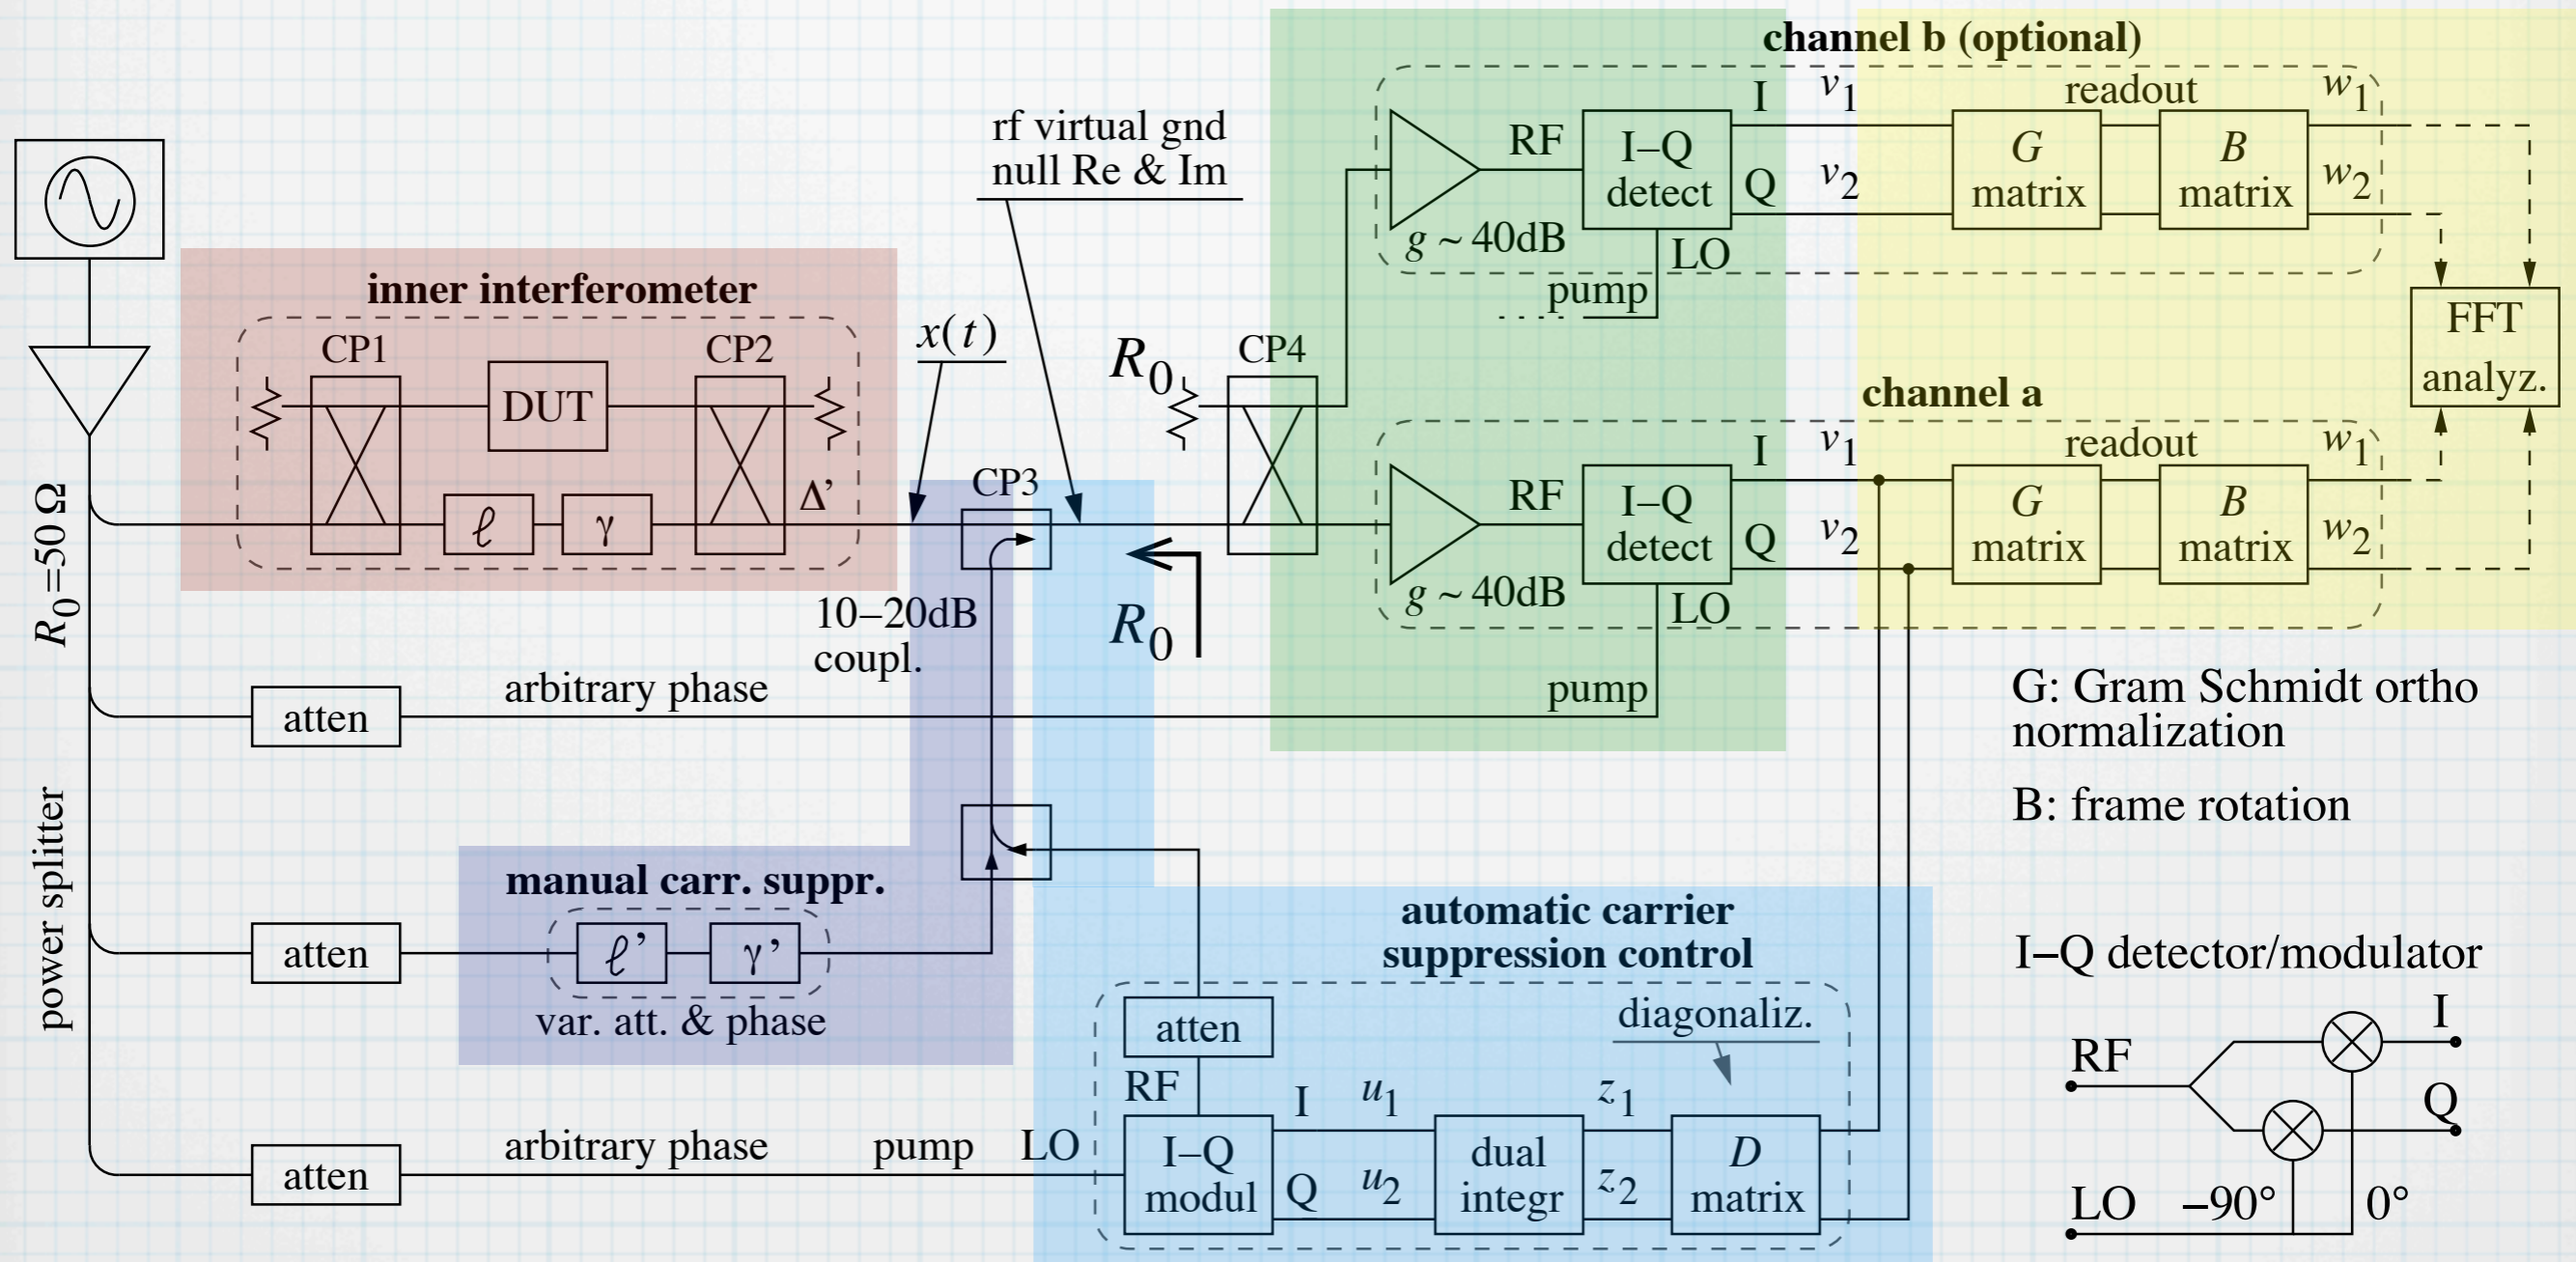 channel b (optional)
I
v1
readout
w1
rf virtual gnd
null Re & Im
RF
I–Q
detect
G
matrix
B
matrix
Q
v2
w2
g ~ 40dB
LO
pump
inner interferometer
FFT
analyz.
CP1
DUT
CP2
x(t)
R0
CP4
channel a
I
v1
readout
w1
ℓ
γ
Δ’
CP3
RF
I–Q
detect
G
matrix
B
matrix
Q
v2
w2
g ~ 40dB
LO
R0=50 Ω
10–20dB
coupl.
R0
atten
arbitrary phase
pump
G: Gram Schmidt ortho
normalization
B: frame rotation
power splitter
manual carr. suppr.
atten
ℓ’
γ’
var. att. & phase
automatic carrier
suppression control
atten
diagonaliz.
RF
I
u1
z1
atten
arbitrary phase
pump
LO
I–Q
modul
dual
integr
D
matrix
Q
u2
z2
I–Q detector/modulator
RF
I
Q
LO
–90°
0°